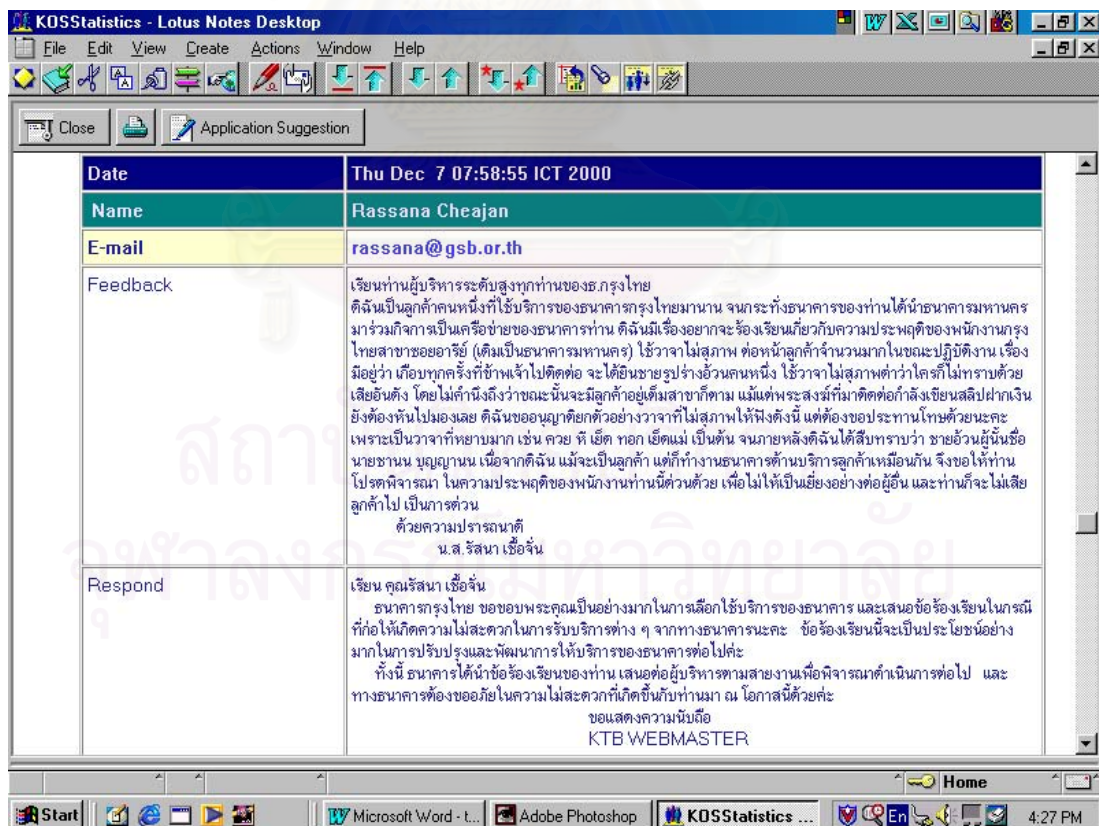 KOSStatistics - Lotus Notes Desktop
File Edit View Create Actions Window Help
Close Application Suggestion
Date Thu Dec 7 07:58:55 ICT 2000
Name Rassana Cheajan
E-mail rassana@gsb.or.th
Feedback
เรียนท่านผู้บริหารระดับสูงทุกท่านของธ.กรุงไทย
ดิฉันเป็นลูกค้าคนหนึ่งที่ใช้บริการของธนาคารกรุงไทยมานาน จนกระทั่งธนาคารของท่านได้นำธนาคารมหานคร
มาร่วมกิจการเป็นเครือข่ายของธนาคารท่าน ดิฉันมีเรื่องอยากจะร้องเรียนเกี่ยวกับความประพฤติของพนักงานกรุง
ไทยสาขาซอยอารีย์ (เดิมเป็นธนาคารมหานคร) ใช้วาจาไม่สุภาพ ต่อหน้าลูกค้าจำนวนมากในขณะปฏิบัติงาน เรื่อง
มีอยู่ว่า เกือบทุกครั้งที่ข้าพเจ้าไปติดต่อ จะได้ยินชายรูปร่างอ้วนคนหนึ่ง ใช้วาจาไม่สุภาพด่าว่าใครก็ไม่ทราบด้วย
เสียอันดัง โดยไม่คำนึงถึงว่าขณะนั้นจะมีลูกค้าอยู่เต็มสาขาก็ตาม แม้แต่พระสงฆ์ที่มาติดต่อกำลังเขียนสลิปฝากเงิน
ยังต้องหันไปมองเลย ดิฉันขออนุญาติยกตัวอย่างวาจาที่ไม่สุภาพให้ฟังดังนี้ แต่ต้องขอประทานโทษด้วยนะคะ
เพราะเป็นวาจาที่หยาบมาก เช่น ควย หี เย็ด ทอก เย็ดแม่ เป็นต้น จนภายหลังดิฉันได้สืบทราบว่า ชายอ้วนผู้นั้นชื่อ
นายชานน บุญญานน เนื่อจากดิฉัน แม้จะเป็นลูกค้า แต่ก็ทำงานธนาคารด้านบริการลูกค้าเหมือนกัน จึงขอให้ท่าน
โปรดพิจารณา ในความประพฤติของพนักงานท่านนี้ด่วนด้วย เพื่อไม่ให้เป็นเยี่ยงอย่างต่อผู้อื่น และท่านก็จะไม่เสีย
ลูกค้าไป เป็นการด่วน
ด้วยความปรารถนาดี
น.ส.รัสนา เชื้อจั่น
Respond
เรียน คุณรัสนา เชื้อจั่น
ธนาคารกรุงไทย ขอขอบพระคุณเป็นอย่างมากในการเลือกใช้บริการของธนาคาร และเสนอข้อร้องเรียนในกรณี
ที่ก่อให้เกิดความไม่สะดวกในการรับบริการต่าง ๆ จากทางธนาคารนะคะ ข้อร้องเรียนนี้จะเป็นประโยชน์อย่าง
มากในการปรับปรุงและพัฒนาการให้บริการของธนาคารต่อไปค่ะ
ทั้งนี้ ธนาคารได้นำข้อร้องเรียนของท่าน เสนอต่อผู้บริหารตามสายงานเพื่อพิจารณาดำเนินการต่อไป และ
ทางธนาคารต้องขออภัยในความไม่สะดวกที่เกิดขึ้นกับท่านมา ณ โอกาสนี้ด้วยค่ะ
ขอแสดงความนับถือ
KTB WEBMASTER
Home
Start Microsoft Word - t... Adobe Photoshop KOSStatistics ... En 4:27 PM
จุฬาลงกรณ์มหาวิทยาลัย